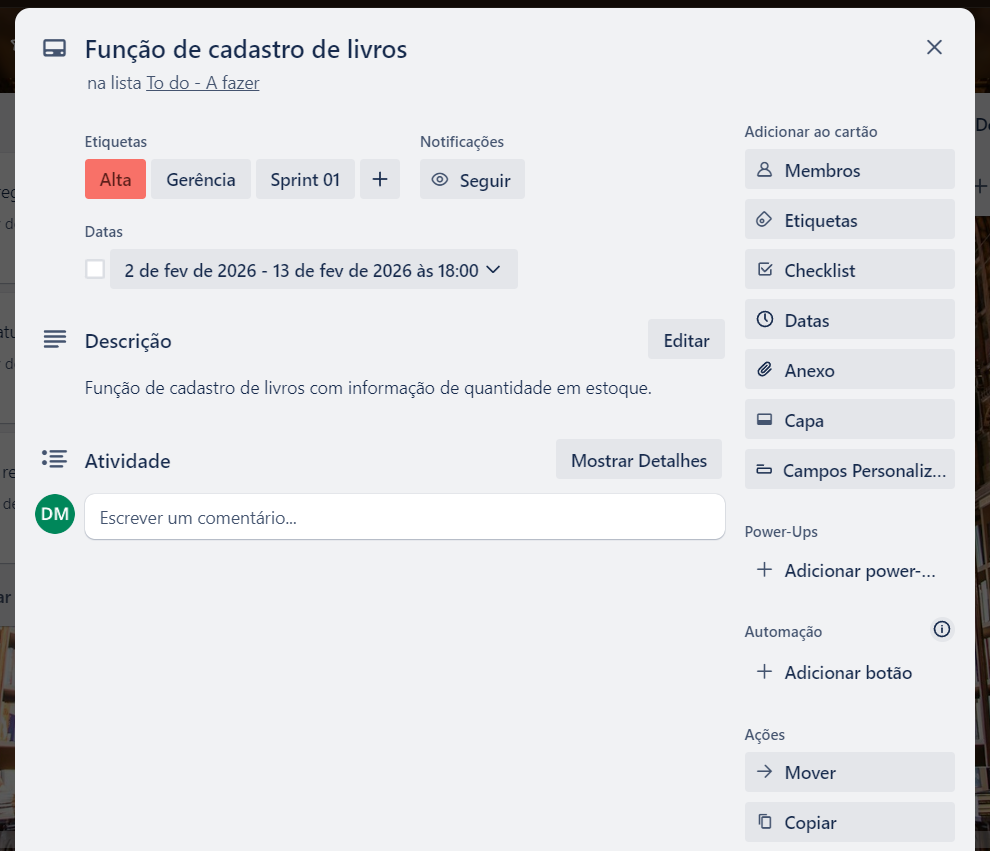 Função de cadastro de livros
na lista To do - A fazer
Etiquetas
Alta
Gerência
Sprint 01
Notificações
Seguir
Datas
2 de fev de 2026 - 13 de fev de 2026 às 18:00
Descrição
Editar
Função de cadastro de livros com informação de quantidade em estoque.
Atividade
Mostrar Detalhes
DM
Escrever um comentário...
Adicionar ao cartão
Membros
Etiquetas
Checklist
Datas
Anexo
Capa
Campos Personaliz...
Power-Ups
Adicionar power-...
Automação
Adicionar botão
Ações
Mover
Copiar